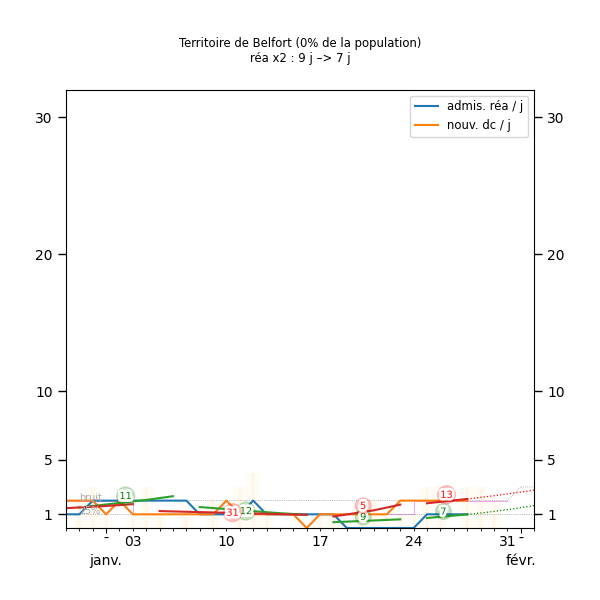 Territoire de Belfort (0% de la population)
réa x2 : 9 j –> 7 j
admis. réa / j
nouv. dc / j
30 30
20 20
10 10
5 5
1 1
bruit
11
31
12
5
9
13
7
- 03 10 17 24 31 -
janv. févr.